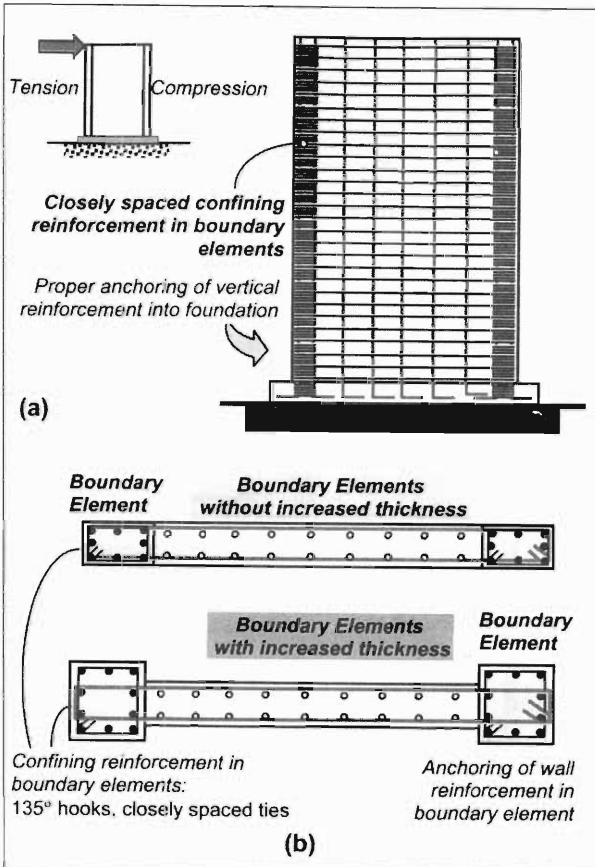 Tension
Compression
Closely spaced confining
reinforcement in boundary
elements
Proper anchoring of vertical
reinforcement into foundation
(a)
Boundary
Element
Boundary Elements
without increased thickness
Boundary Elements
with increased thickness
Boundary
Element
Confining reinforcement in
boundary elements:
135° hooks, closely spaced ties
Anchoring of wall
reinforcement in
boundary element
(b)